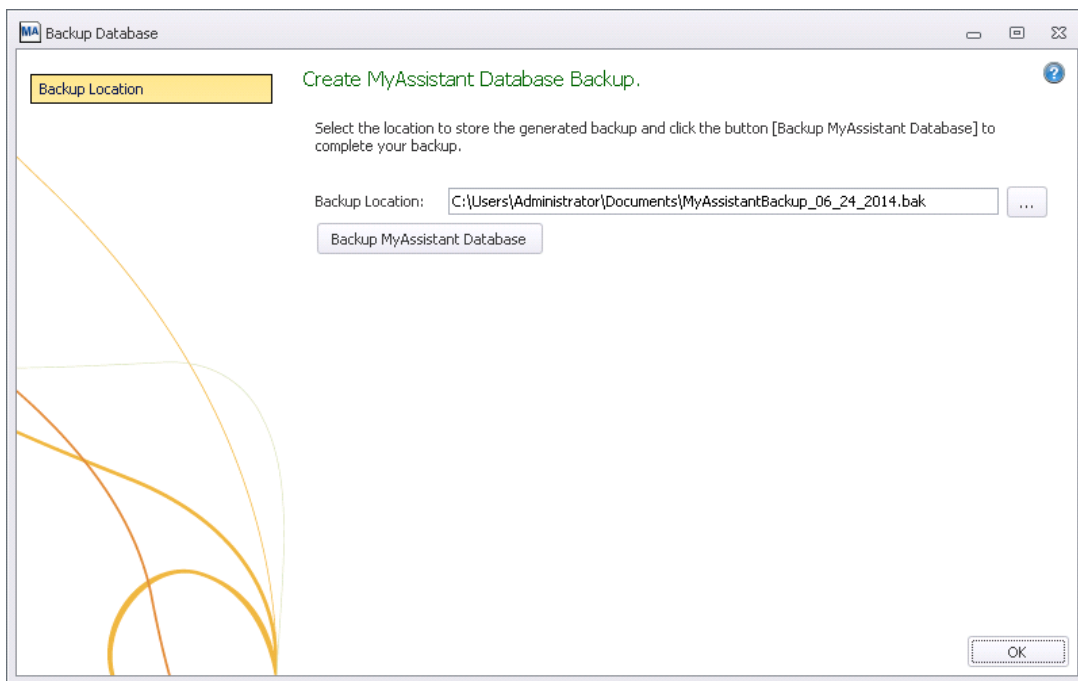 MA Backup Database
Backup Location
Create MyAssistant Database Backup.
?
Select the location to store the generated backup and click the button [Backup MyAssistant Database] to
complete your backup.
Backup Location: C:\Users\Administrator\Documents\MyAssistantBackup_06_24_2014.bak ...
Backup MyAssistant Database
OK